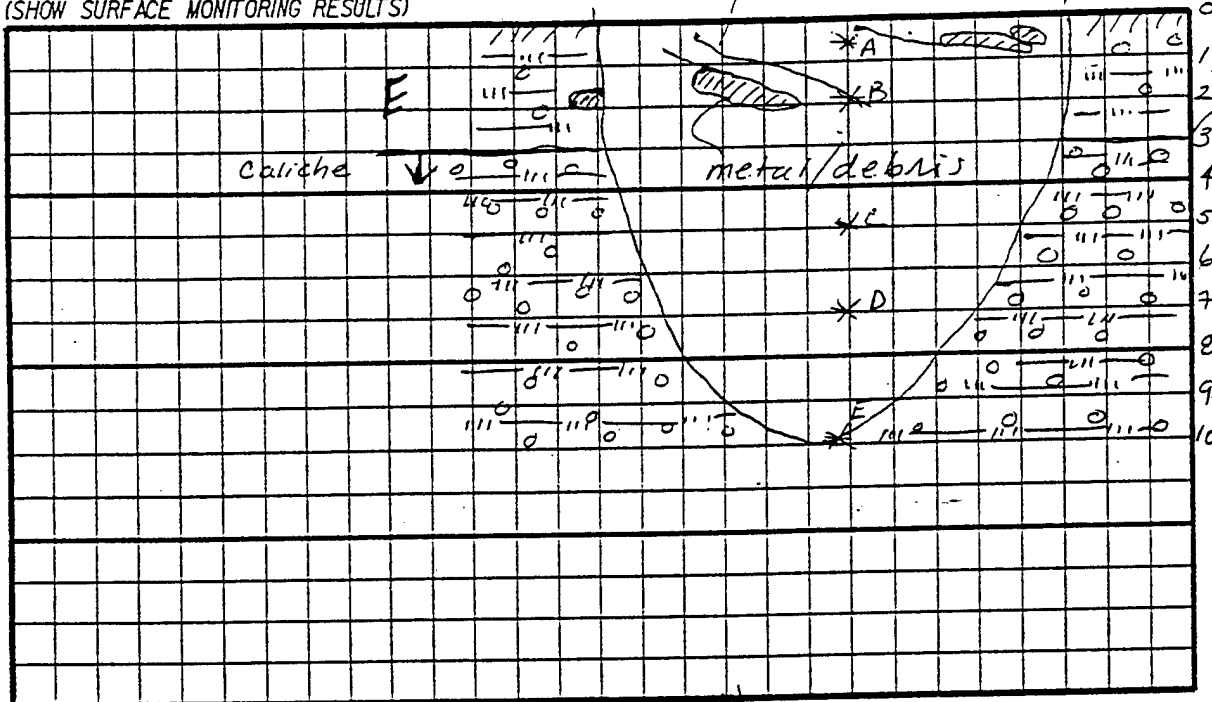 (SHOW SURFACE MONITORING RESULTS)
0
A
1
B
2
E
3
Caliche
metal/debris
4
C
5
6
D
7
8
9
E
10